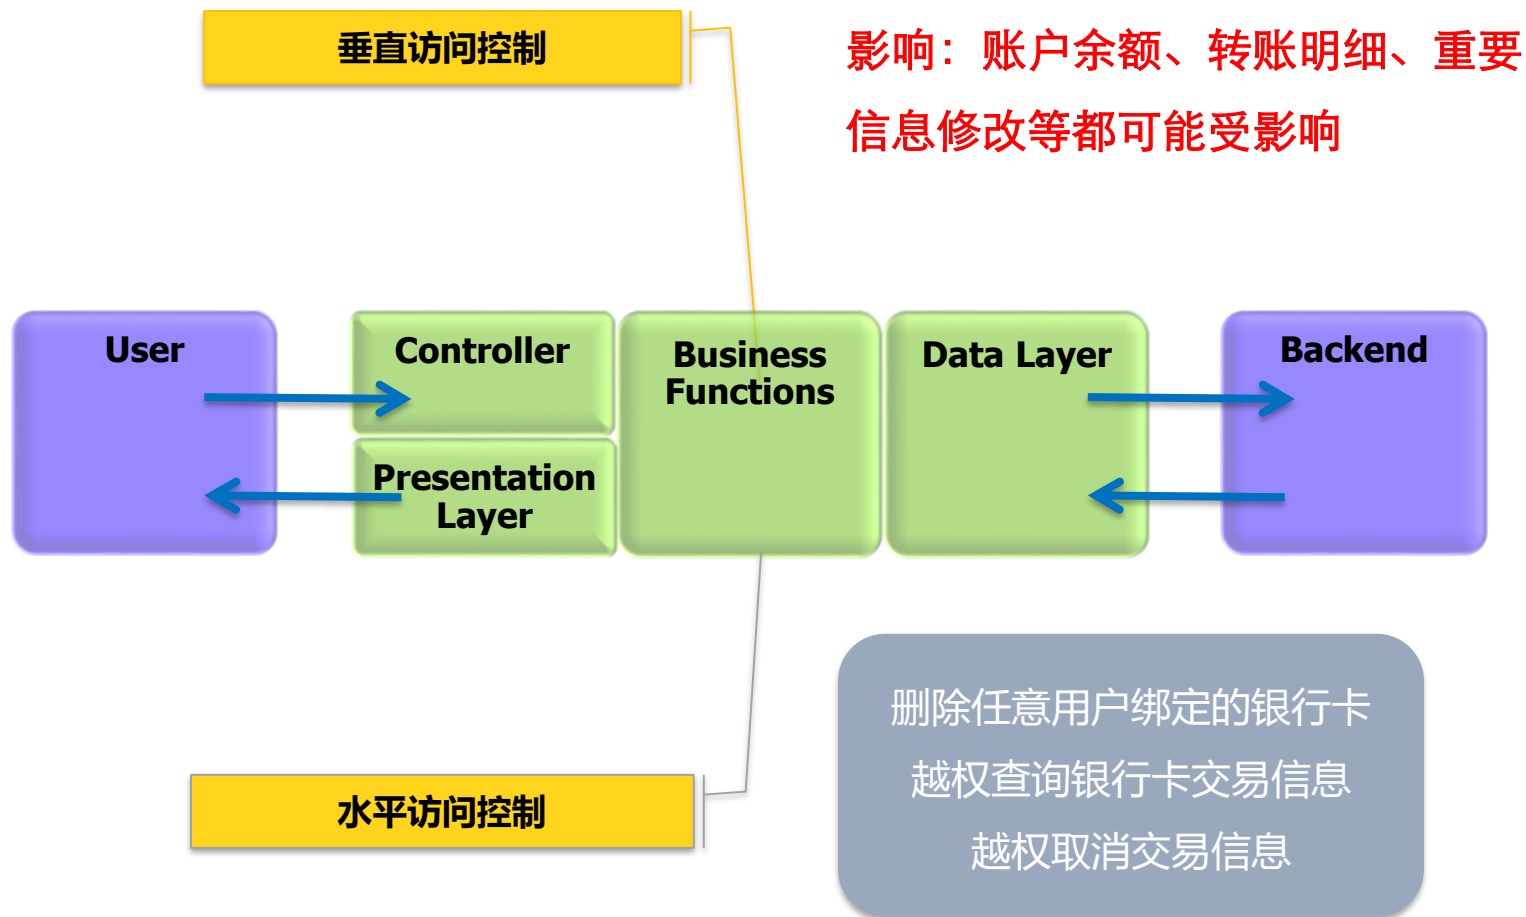 垂直访问控制
影响：账户余额、转账明细、重要
信息修改等都可能受影响
User
Controller
Presentation
Layer
Business
Functions
Data Layer
Backend
水平访问控制
删除任意用户绑定的银行卡
越权查询银行卡交易信息
越权取消交易信息